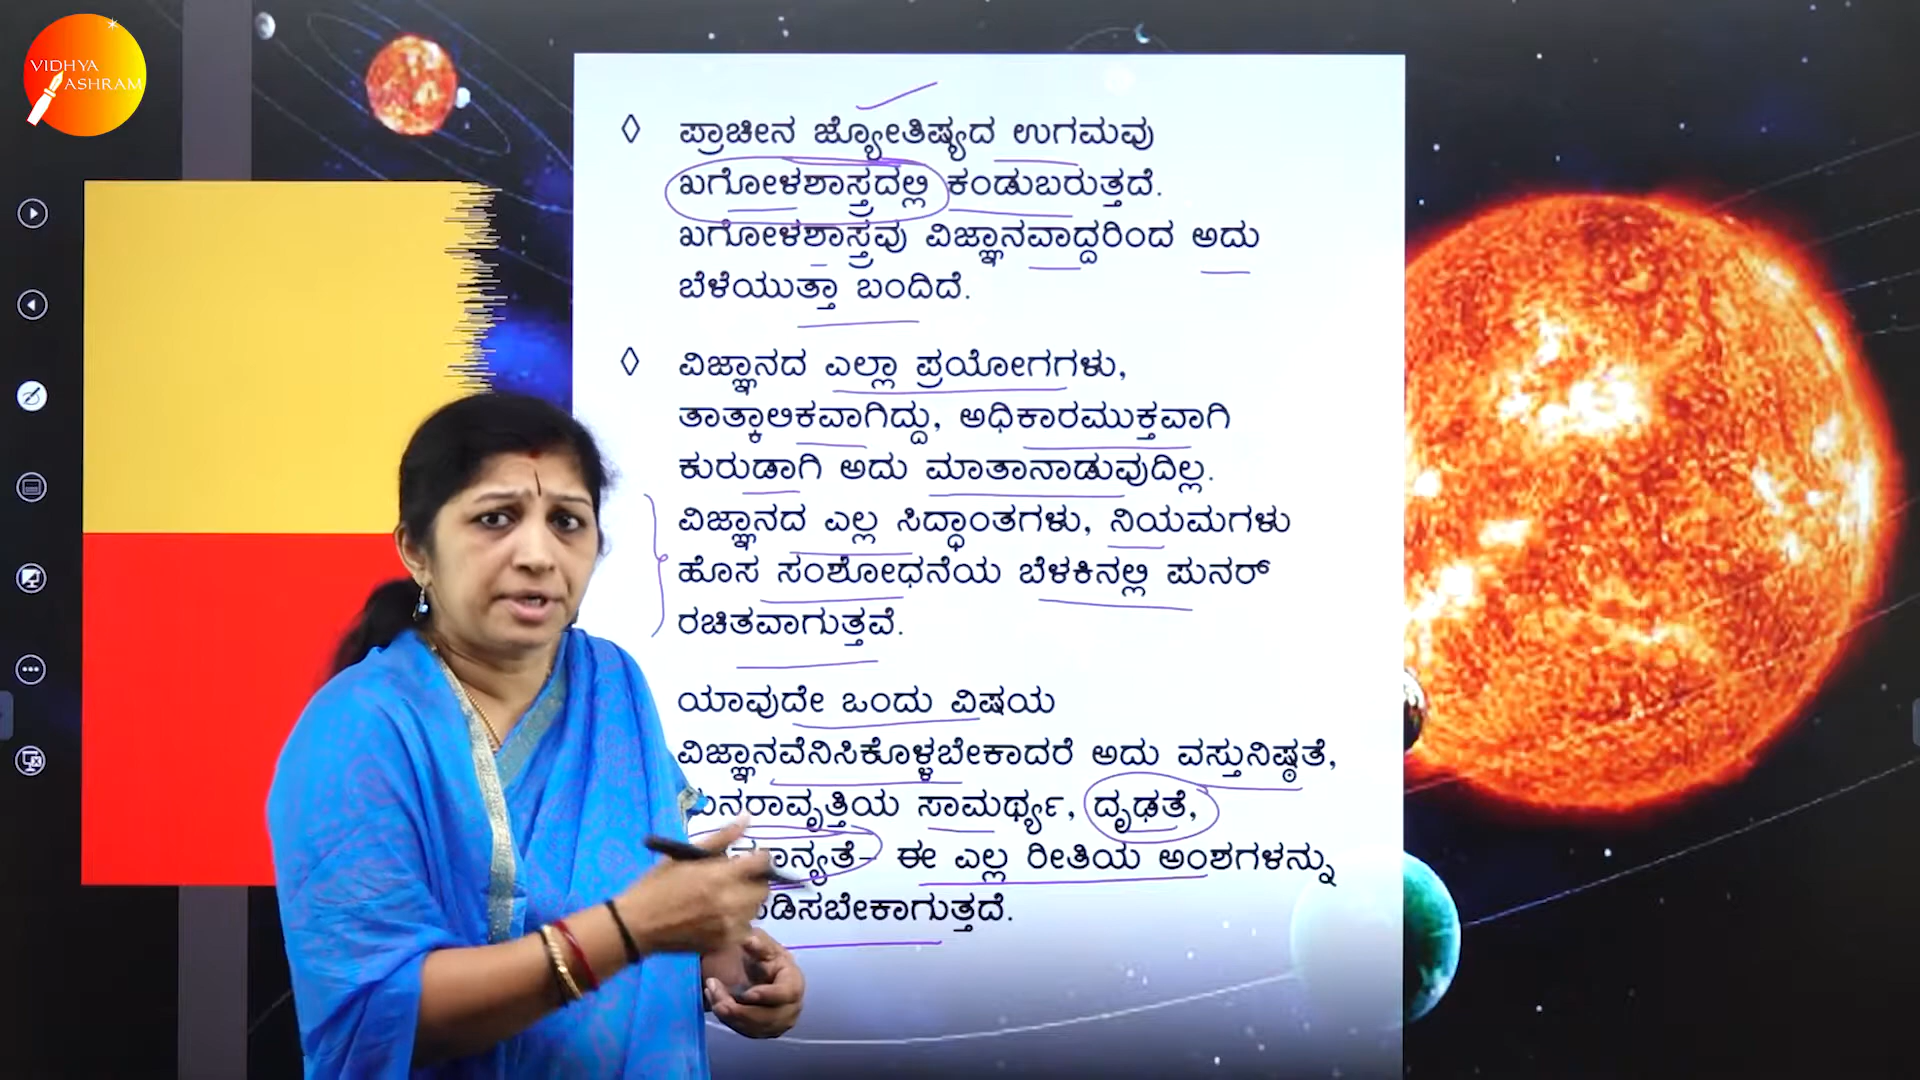 VIDHYA
ASHRAM
ಪ್ರಾಚೀನ ಜ್ಯೋತಿಷ್ಯದ ಉಗಮವು
ಖಗೋಳಶಾಸ್ತ್ರದಲ್ಲಿ ಕಂಡುಬರುತ್ತದೆ.
ಖಗೋಳಶಾಸ್ತ್ರವು ವಿಜ್ಞಾನವಾದ್ದರಿಂದ ಅದು
ಬೆಳೆಯುತ್ತಾ ಬಂದಿದೆ.
ವಿಜ್ಞಾನದ ಎಲ್ಲಾ ಪ್ರಯೋಗಗಳು,
ತಾತ್ಕಾಲಿಕವಾಗಿದ್ದು, ಅಧಿಕಾರಮುಕ್ತವಾಗಿ
ಕುರುಡಾಗಿ ಅದು ಮಾತಾನಾಡುವುದಿಲ್ಲ.
ವಿಜ್ಞಾನದ ಎಲ್ಲ ಸಿದ್ಧಾಂತಗಳು, ನಿಯಮಗಳು
ಹೊಸ ಸಂಶೋಧನೆಯ ಬೆಳಕಿನಲ್ಲಿ ಪುನರ್
ರಚಿತವಾಗುತ್ತವೆ.
ಯಾವುದೇ ಒಂದು ವಿಷಯ
ವಿಜ್ಞಾನವೆನಿಸಿಕೊಳ್ಳಬೇಕಾದರೆ ಅದು ವಸ್ತುನಿಷ್ಠತೆ,
ಪುನರಾವೃತ್ತಿಯ ಸಾಮರ್ಥ್ಯ, ದೃಢತೆ,
ಈ ಎಲ್ಲ ರೀತಿಯ ಅಂಶಗಳನ್ನು